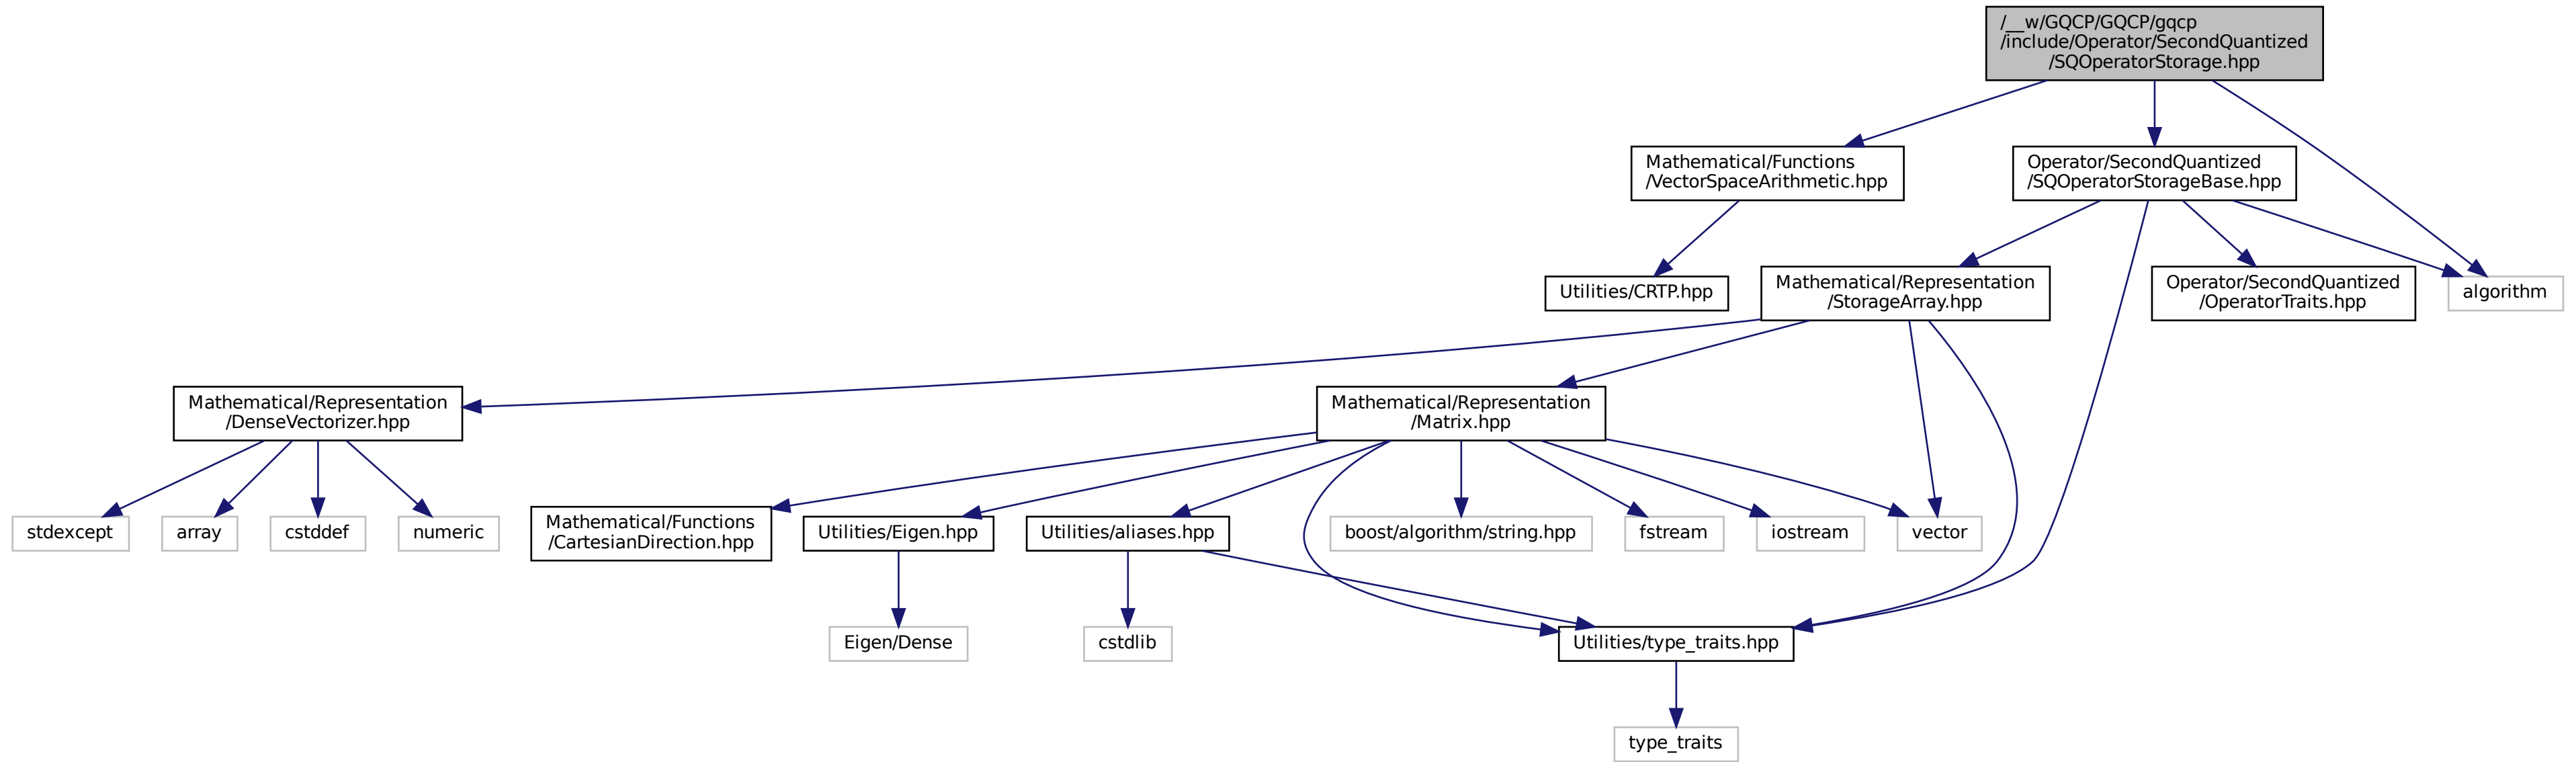 /__w/GQCP/GQCP/gqcp
/include/Operator/SecondQuantized
/SQOperatorStorage.hpp
Mathematical/Functions
/VectorSpaceArithmetic.hpp
Operator/SecondQuantized
/SQOperatorStorageBase.hpp
Utilities/CRTP.hpp
Mathematical/Representation
/StorageArray.hpp
Operator/SecondQuantized
/OperatorTraits.hpp
algorithm
Mathematical/Representation
/DenseVectorizer.hpp
Mathematical/Representation
/Matrix.hpp
stdexcept
array
cstddef
numeric
Mathematical/Functions
/CartesianDirection.hpp
Utilities/Eigen.hpp
Utilities/aliases.hpp
boost/algorithm/string.hpp
fstream
iostream
vector
Eigen/Dense
cstdlib
Utilities/type_traits.hpp
type_traits